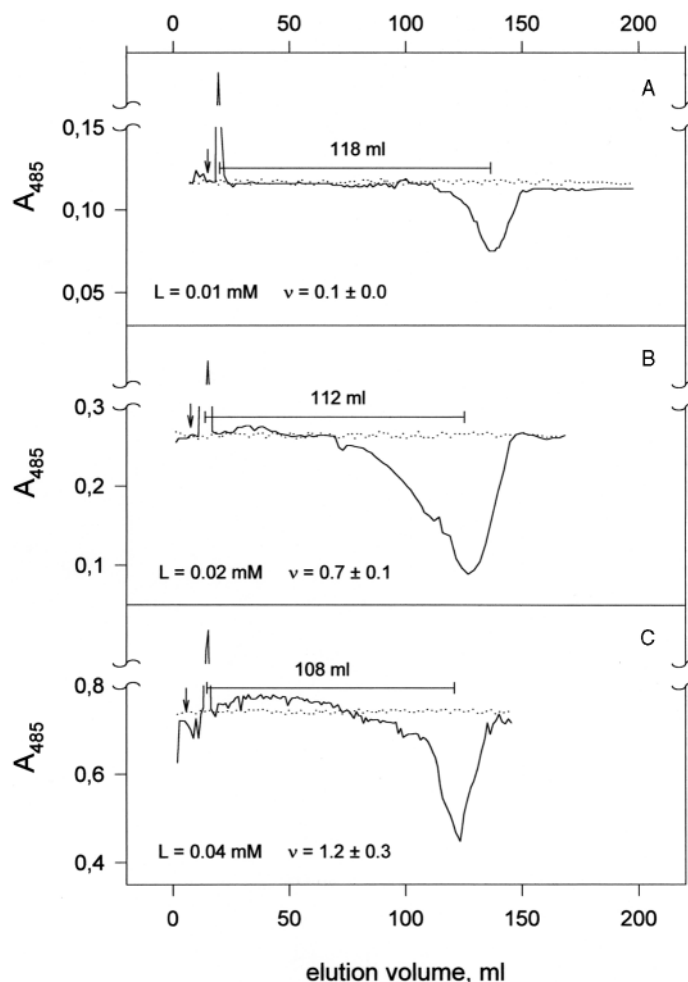 0 50 100 150 200
A
0,15
118 ml
A485
0,10
0,05
L = 0.01 mM ν = 0.1 ± 0.0
B
0,3
112 ml
A485
0,2
0,1
L = 0.02 mM ν = 0.7 ± 0.1
C
0,8
108 ml
A485
0,6
0,4
L = 0.04 mM ν = 1.2 ± 0.3
0 50 100 150 200
elution volume, ml